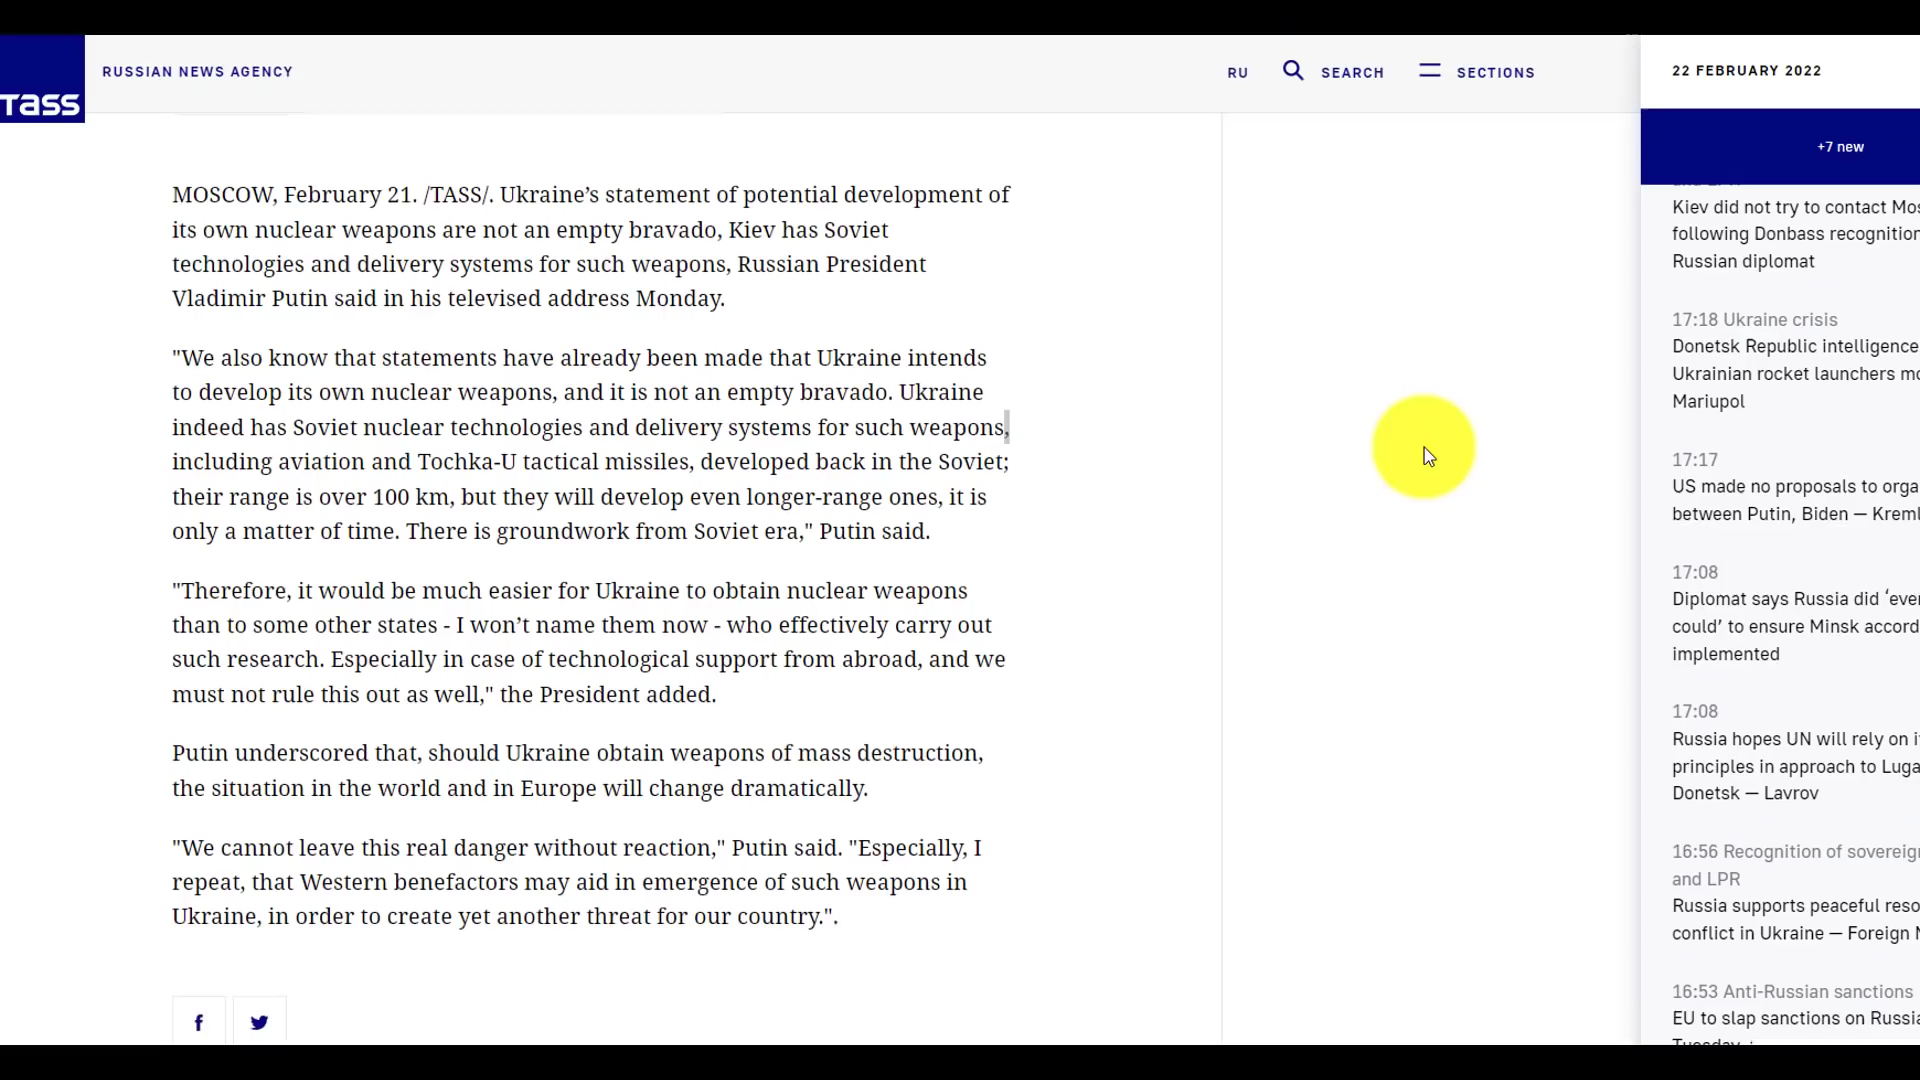 TASS
RUSSIAN NEWS AGENCY
RU
SEARCH
SECTIONS
MOSCOW, February 21. /TASS/. Ukraine’s statement of potential development of
its own nuclear weapons are not an empty bravado, Kiev has Soviet
technologies and delivery systems for such weapons, Russian President
Vladimir Putin said in his televised address Monday.
"We also know that statements have already been made that Ukraine intends
to develop its own nuclear weapons, and it is not an empty bravado. Ukraine
indeed has Soviet nuclear technologies and delivery systems for such weapons,
including aviation and Tochka-U tactical missiles, developed back in the Soviet;
their range is over 100 km, but they will develop even longer-range ones, it is
only a matter of time. There is groundwork from Soviet era," Putin said.
"Therefore, it would be much easier for Ukraine to obtain nuclear weapons
than to some other states - I won’t name them now - who effectively carry out
such research. Especially in case of technological support from abroad, and we
must not rule this out as well," the President added.
Putin underscored that, should Ukraine obtain weapons of mass destruction,
the situation in the world and in Europe will change dramatically.
"We cannot leave this real danger without reaction," Putin said. "Especially, I
repeat, that Western benefactors may aid in emergence of such weapons in
Ukraine, in order to create yet another threat for our country.".
22 FEBRUARY 2022
+7 new
Kiev did not try to contact Mos
following Donbass recognition
Russian diplomat
17:18 Ukraine crisis
Donetsk Republic intelligence
Ukrainian rocket launchers mo
Mariupol
17:17
US made no proposals to orga
between Putin, Biden — Kreml
17:08
Diplomat says Russia did ‘ever
could’ to ensure Minsk accord
implemented
17:08
Russia hopes UN will rely on i
principles in approach to Luga
Donetsk — Lavrov
16:56 Recognition of sovereign
and LPR
Russia supports peaceful reso
conflict in Ukraine — Foreign M
16:53 Anti-Russian sanctions
EU to slap sanctions on Russia
Tuesday